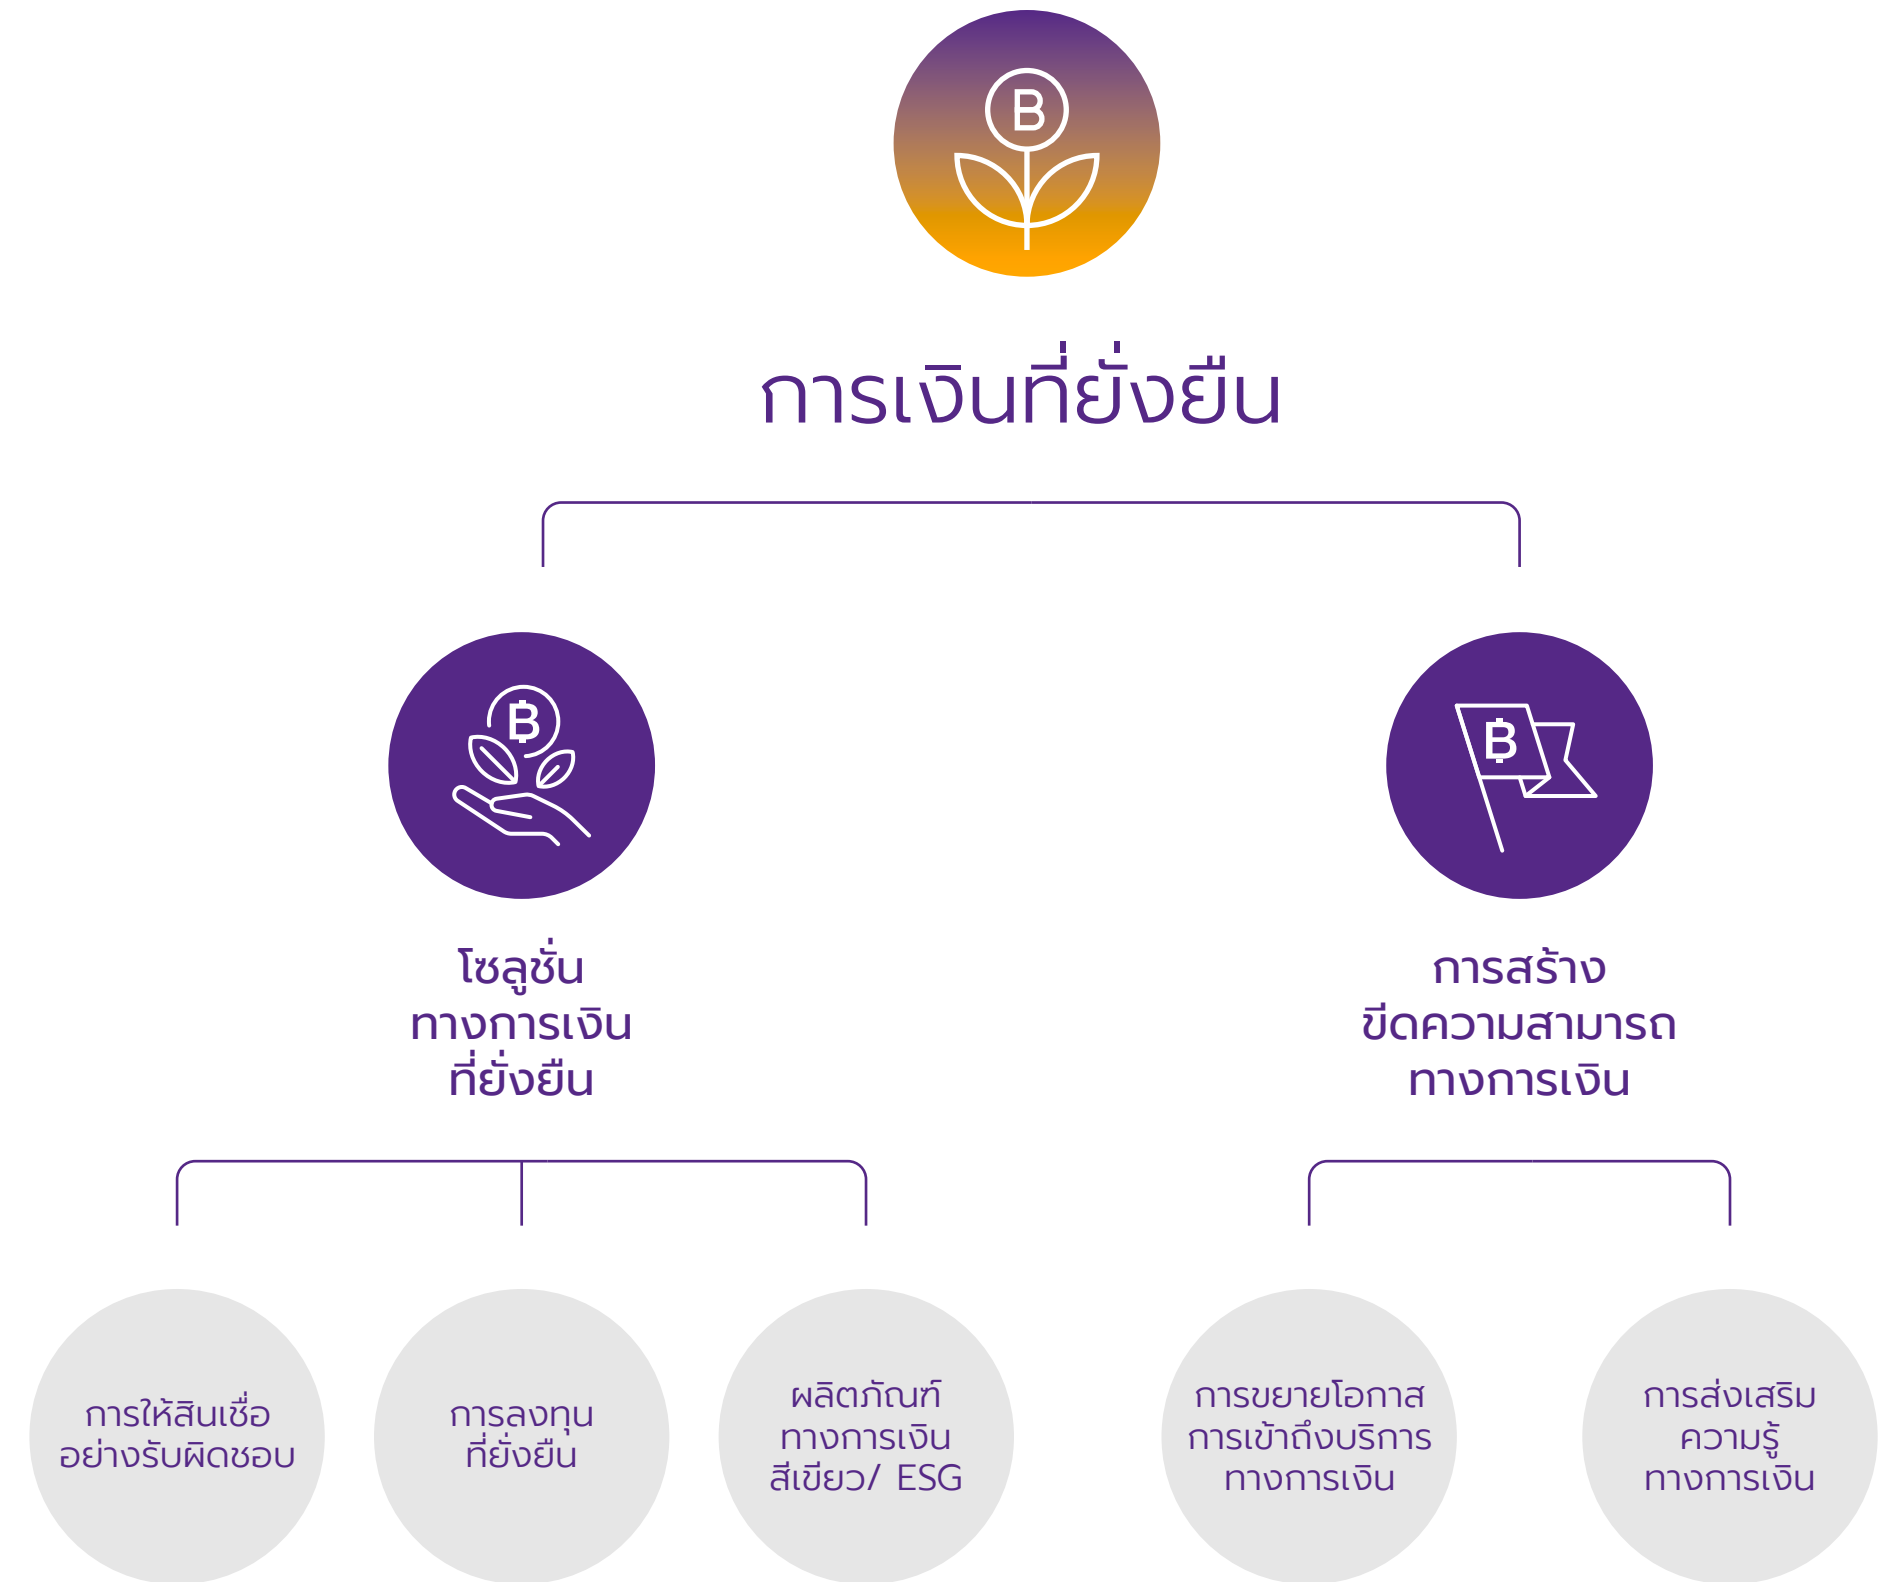 B
การเงินที่ยั่งยืน
฿
฿
โซลูชั่น
ทางการเงิน
ที่ยั่งยืน
การสร้าง
ขีดความสามารถ
ทางการเงิน
การให้สินเชื่อ
อย่างรับผิดชอบ
การลงทุน
ที่ยั่งยืน
ผลิตภัณฑ์
ทางการเงิน
สีเขียว/ ESG
การขยายโอกาส
การเข้าถึงบริการ
ทางการเงิน
การส่งเสริม
ความรู้
ทางการเงิน